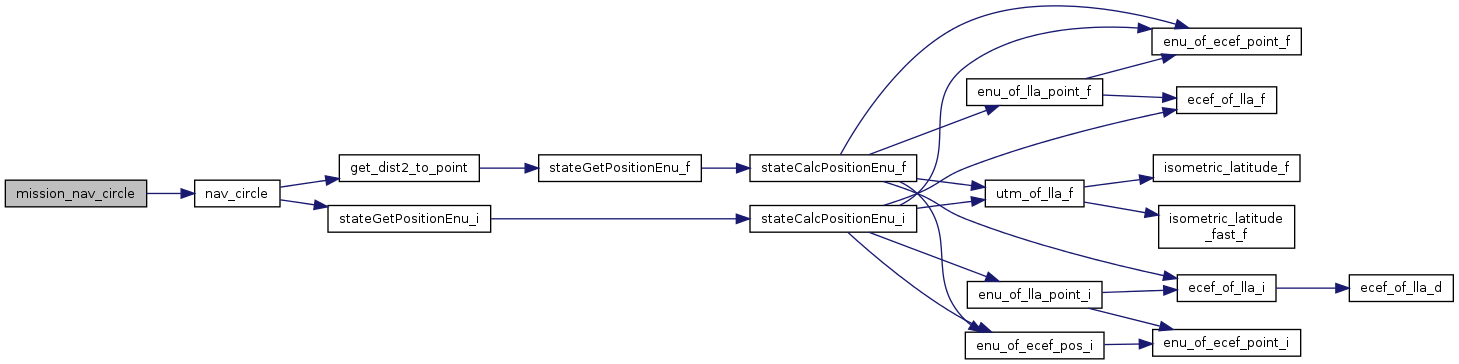 mission_nav_circle
nav_circle
get_dist2_to_point
stateGetPositionEnu_i
stateGetPositionEnu_f
stateCalcPositionEnu_f
stateCalcPositionEnu_i
enu_of_lla_point_f
utm_of_lla_f
enu_of_lla_point_i
enu_of_ecef_pos_i
enu_of_ecef_point_f
ecef_of_lla_f
isometric_latitude_f
isometric_latitude
_fast_f
ecef_of_lla_i
enu_of_ecef_point_i
ecef_of_lla_d